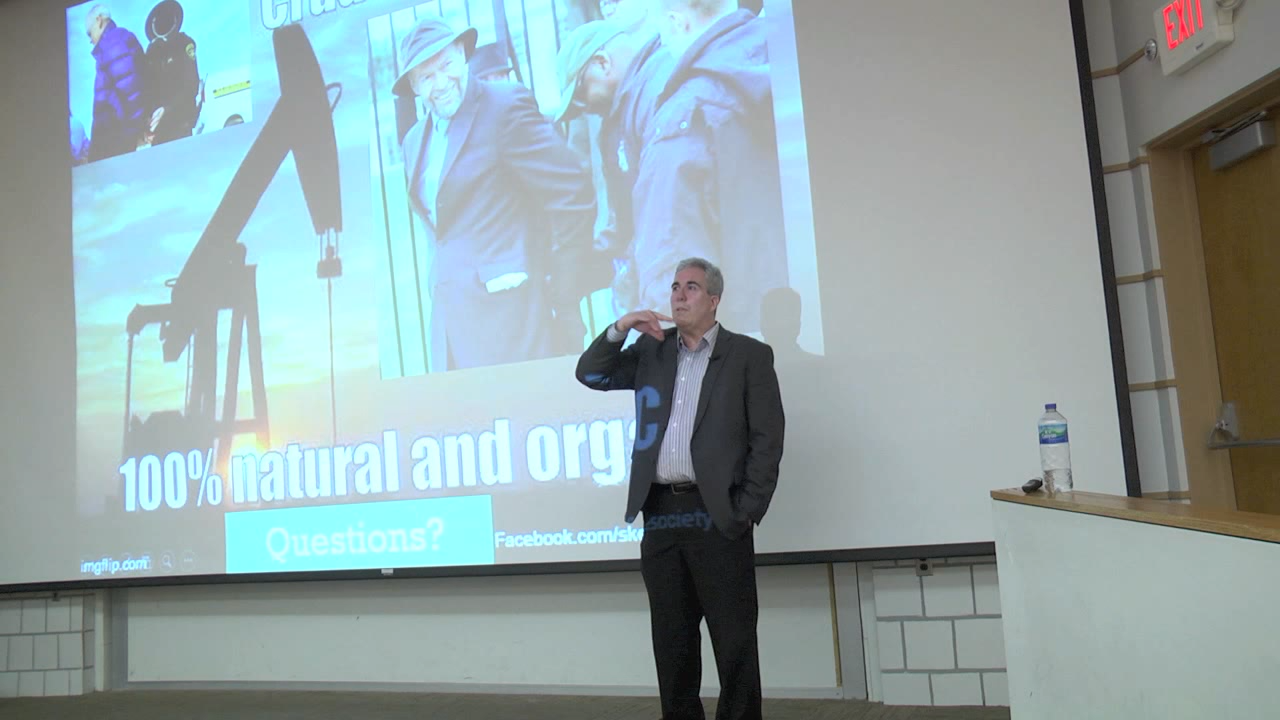 EXIT
100% natural and org
C
Questions?
Facebook.com/ske
society
imgflip.com